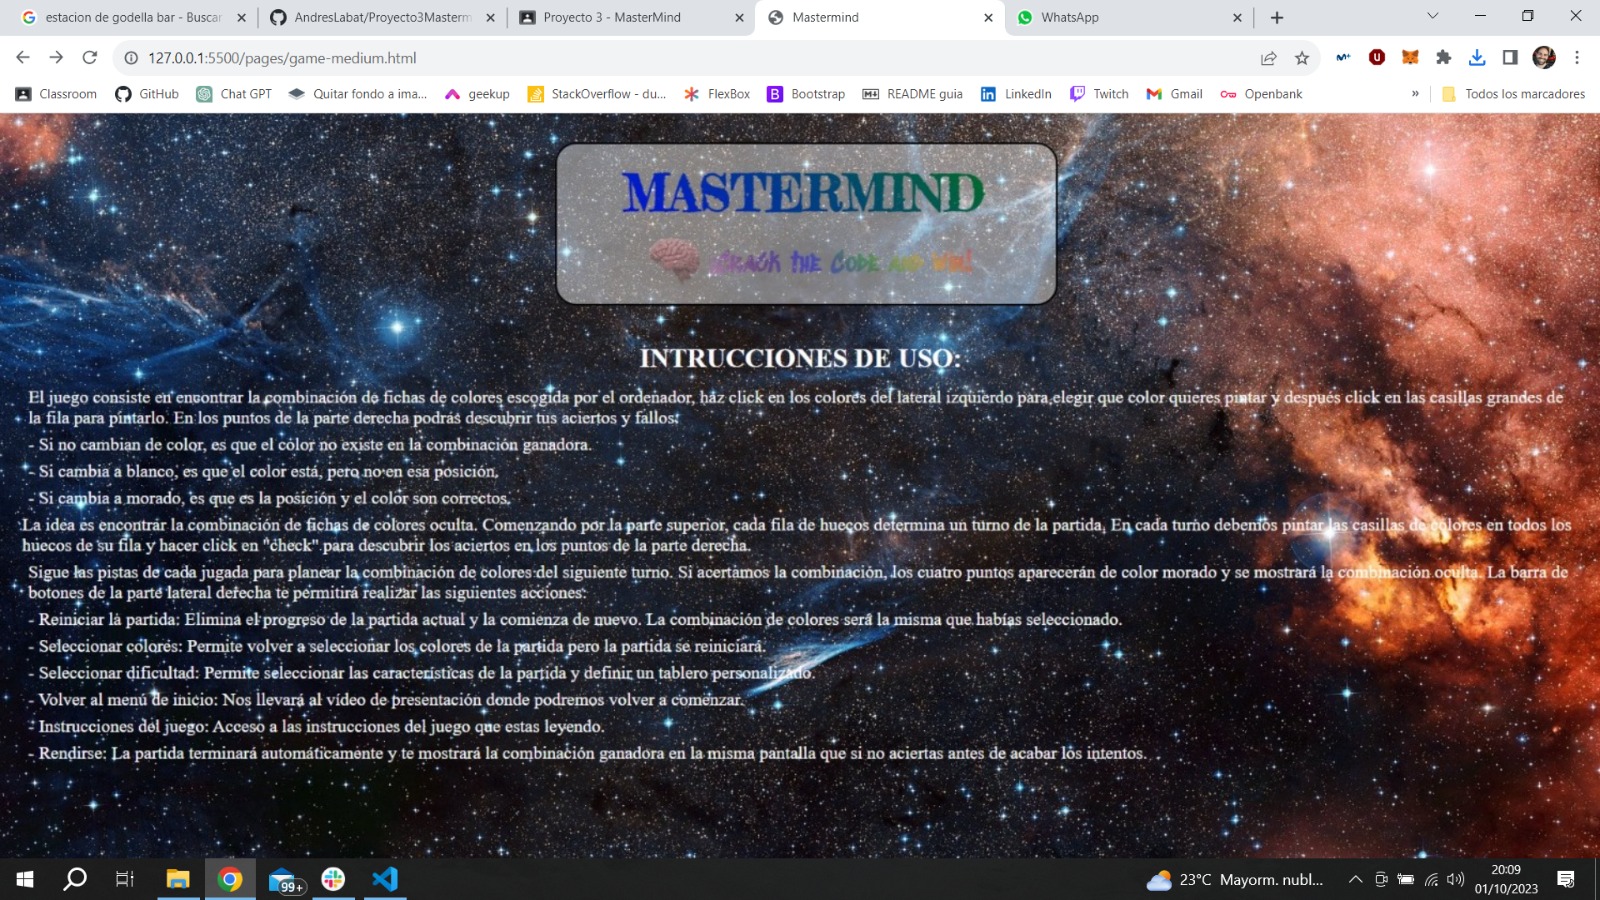 estacion de godella bar - Buscar
AndresLabat/Proyecto3Masterm
Proyecto 3 - MasterMind
Mastermind
WhatsApp
127.0.0.1:5500/pages/game-medium.html
Classroom
GitHub
Chat GPT
Quitar fondo a ima...
geekup
StackOverflow - du...
FlexBox
Bootstrap
README guia
LinkedIn
Twitch
Gmail
Openbank
»
Todos los marcadores
MASTERMIND
¡Crack the Code and Win!
INTRUCCIONES DE USO:
El juego consiste en encontrar la combinación de fichas de colores escogida por el ordenador, haz click en los colores del lateral izquierdo para elegir que color quieres pintar y después click en las casillas grandes de
la fila para pintarlo. En los puntos de la parte derecha podrás descubrir tus aciertos y fallos:
- Si no cambian de color, es que el color no existe en la combinación ganadora.
- Si cambia a blanco, es que el color está, pero no en esa posición.
- Si cambia a morado, es que es la posición y el color son correctos.
La idea es encontrar la combinación de fichas de colores oculta. Comenzando por la parte superior, cada fila de huecos determina un turno de la partida. En cada turno debemos pintar las casillas de colores en todos los
huecos de su fila y hacer click en "check" para descubrir los aciertos en los puntos de la parte derecha.
Sigue las pistas de cada jugada para planear la combinación de colores del siguiente turno. Si acertamos la combinación, los cuatro puntos aparecerán de color morado y se mostrará la combinación oculta. La barra de
botones de la parte lateral derecha te permitirá realizar las siguientes acciones:
- Reiniciar la partida: Elimina el progreso de la partida actual y la comienza de nuevo. La combinación de colores será la misma que habías seleccionado.
- Seleccionar colores: Permite volver a seleccionar los colores de la partida pero la partida se reiniciará.
- Seleccionar dificultad: Permite seleccionar las características de la partida y definir un tablero personalizado.
- Volver al menú de inicio: Nos llevará al vídeo de presentación donde podremos volver a comenzar.
- Instrucciones del juego: Acceso a las instrucciones del juego que estas leyendo.
- Rendirse: La partida terminará automáticamente y te mostrará la combinación ganadora en la misma pantalla que si no aciertas antes de acabar los intentos.
99+
23°C Mayorm. nubl...
20:09
01/10/2023